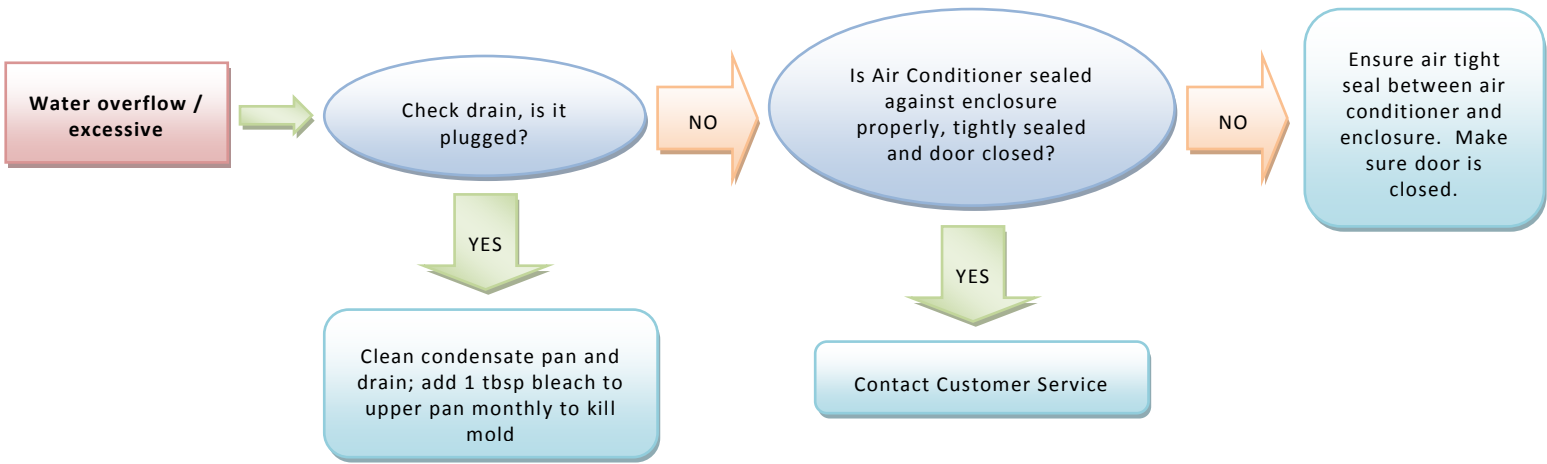 Water overflow /
excessive
Check drain, is it
plugged?
NO
Is Air Conditioner sealed
against enclosure
properly, tightly sealed
and door closed?
NO
Ensure air tight
seal between air
conditioner and
enclosure.  Make
sure door is
closed.
YES
Clean condensate pan and
drain; add 1 tbsp bleach to
upper pan monthly to kill
mold
YES
Contact Customer Service